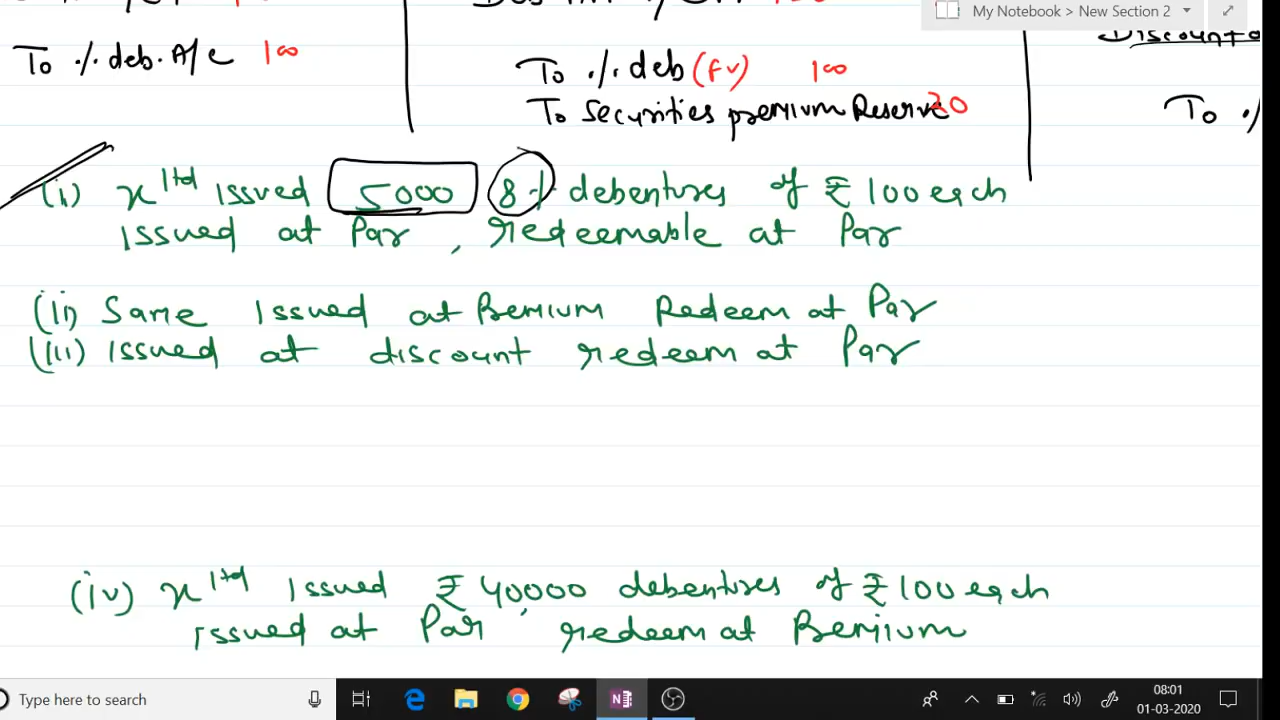 My Notebook > New Section 2
To ./. deb. A/c 100
To ./. deb (fv) 100
To Securities premium Reserve 20
To ./
(i) x ltd Issued 5000 8 ./. debentures of ₹ 100 each
Issued at Par, redeemable at Par
(ii) Same Issued at Premium Redeem at Par
(iii) Issued at discount redeem at Par
(iv) x ltd Issued ₹ 40000 debentures of ₹ 100 each
Issued at Par, redeem at Premium
Type here to search
08:01
01-03-2020